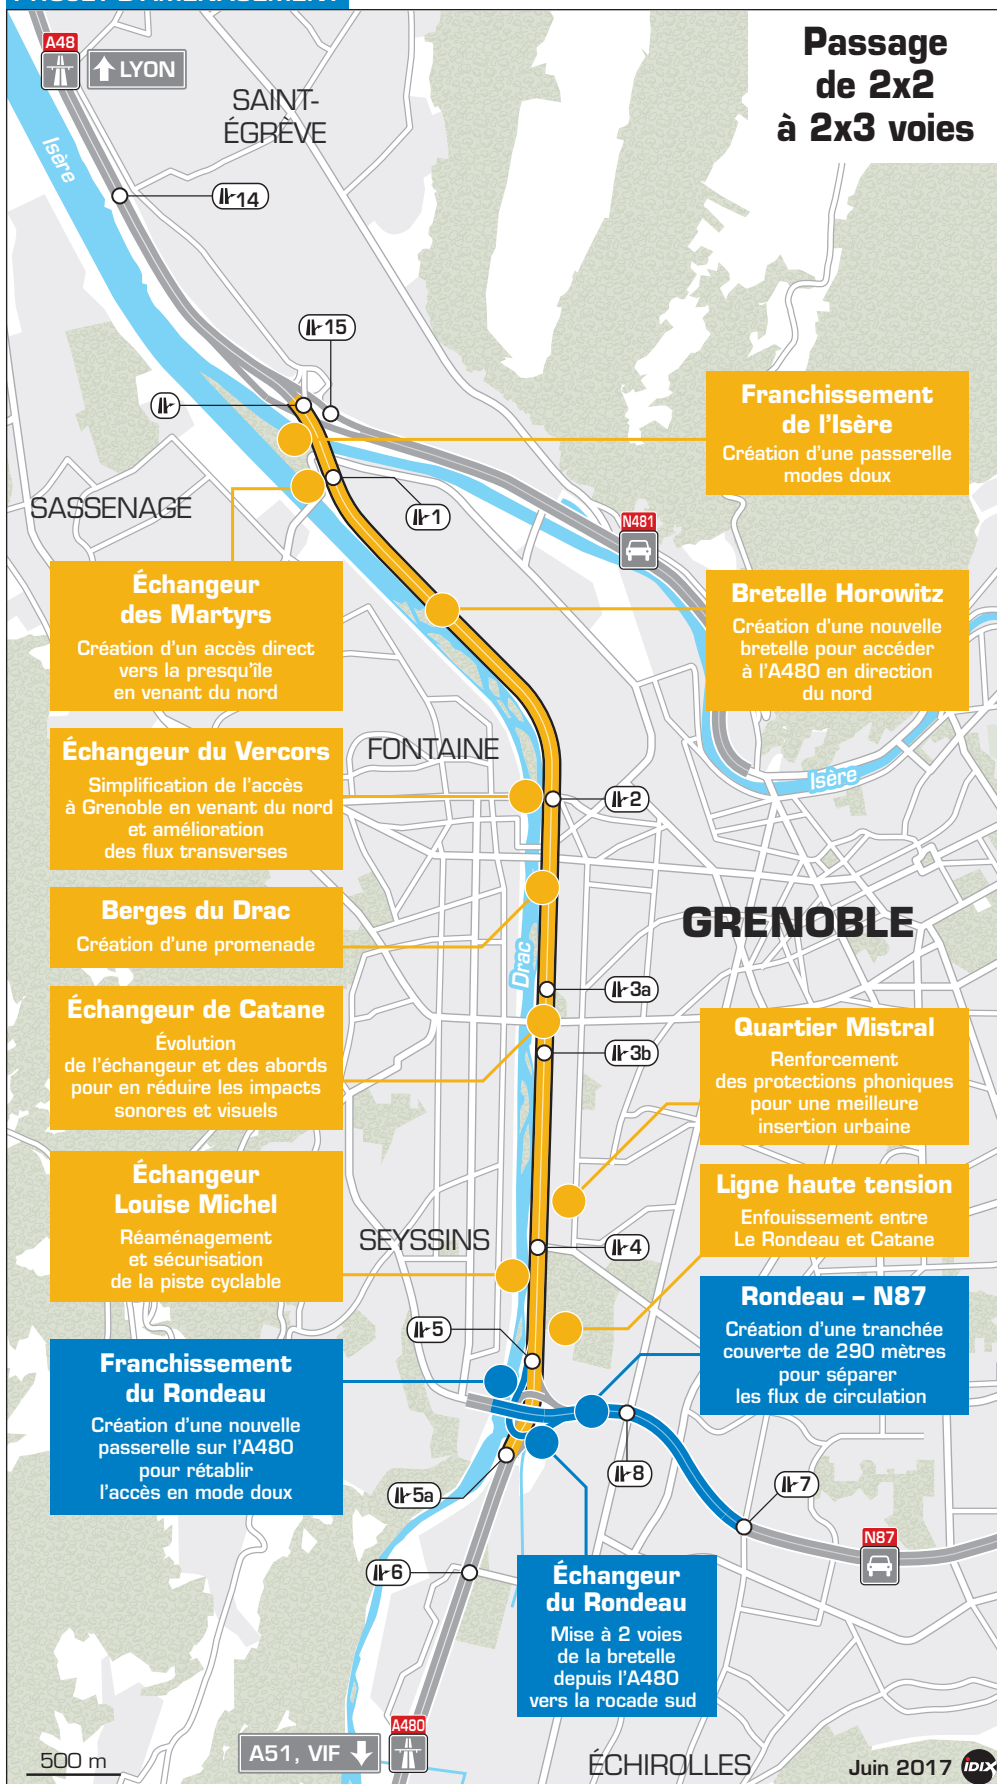 PROJET D'AMÉNAGEMENT
Passage
de 2x2
à 2x3 voies
A48
LYON
SAINT-
ÉGRÈVE
Isère
14
15
1
SASSENAGE
Franchissement
de l'Isère
Création d'une passerelle
modes doux
N481
Échangeur
des Martyrs
Création d'un accès direct
vers la presqu'île
en venant du nord
Bretelle Horowitz
Création d'une nouvelle
bretelle pour accéder
à l'A480 en direction
du nord
Échangeur du Vercors
Simplification de l'accès
à Grenoble en venant du nord
et amélioration
des flux transverses
FONTAINE
Isère
2
Berges du Drac
Création d'une promenade
GRENOBLE
Drac
3a
Échangeur de Catane
Évolution
de l'échangeur et des abords
pour en réduire les impacts
sonores et visuels
3b
Quartier Mistral
Renforcement
des protections phoniques
pour une meilleure
insertion urbaine
Échangeur
Louise Michel
Réaménagement
et sécurisation
de la piste cyclable
SEYSSINS
4
Ligne haute tension
Enfouissement entre
Le Rondeau et Catane
5
Rondeau – N87
Création d'une tranchée
couverte de 290 mètres
pour séparer
les flux de circulation
Franchissement
du Rondeau
Création d'une nouvelle
passerelle sur l'A480
pour rétablir
l'accès en mode doux
5a
8
7
N87
6
Échangeur
du Rondeau
Mise à 2 voies
de la bretelle
depuis l'A480
vers la rocade sud
A480
A51, VIF
500 m
ÉCHIROLLES
Juin 2017
iDIX